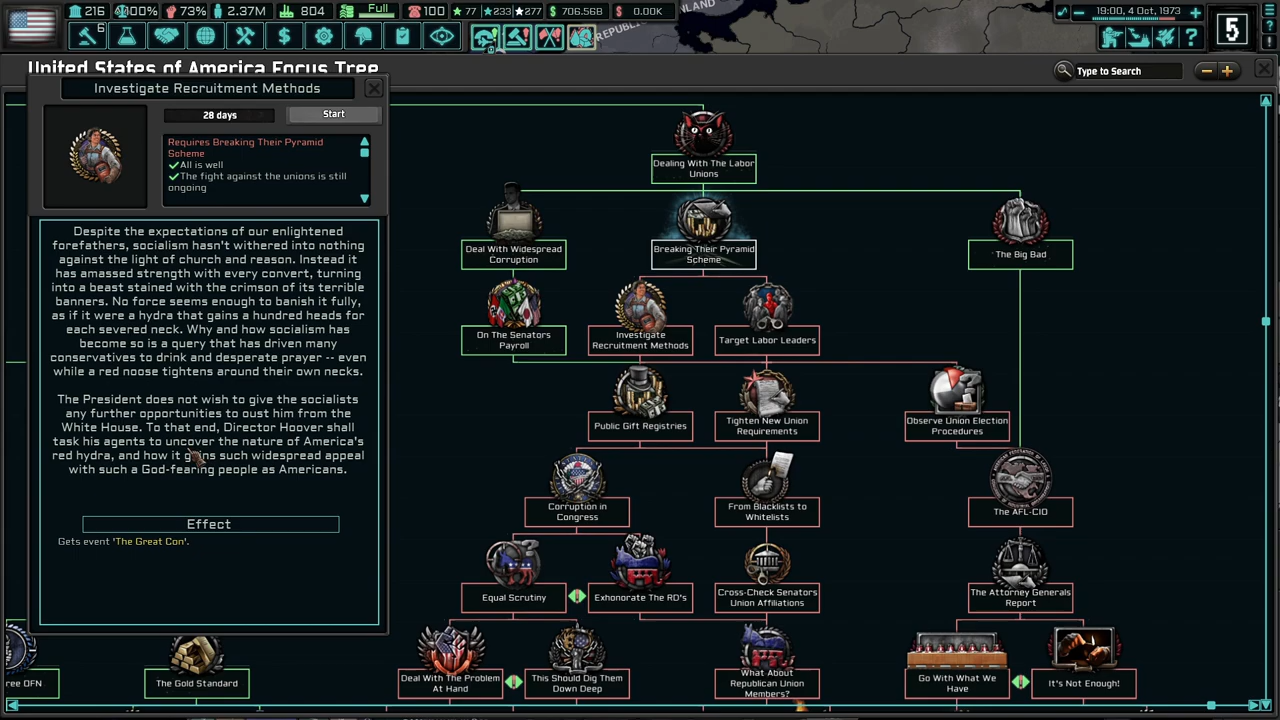 216
100%
73%
2.37M
804
Full
100
77
233
277
$ 706.56B
$ 0.00K
19:00, 4 Oct, 1973
5
6
REPUBLIC
United States of America Focus Tree
Type to Search
Investigate Recruitment Methods
28 days
Start
Requires Breaking Their Pyramid
Scheme
All is well
The fight against the unions is still
ongoing
Despite the expectations of our enlightened
forefathers, socialism hasn't withered into nothing
against the light of church and reason. Instead it
has amassed strength with every convert, turning
into a beast stained with the crimson of its terrible
banners. No force seems enough to banish it fully,
as if it were a hydra that gains a hundred heads for
each severed neck. Why and how socialism has
become so is a query that has driven many
conservatives to drink and desperate prayer -- even
while a red noose tightens around their own necks.
The President does not wish to give the socialists
any further opportunities to oust him from the
White House. To that end, Director Hoover shall
task his agents to uncover the nature of America's
red hydra, and how it gains such widespread appeal
with such a God-fearing people as Americans.
Effect
Gets event 'The Great Con'.
Dealing With The Labor
Unions
Deal With Widespread
Corruption
Breaking Their Pyramid
Scheme
The Big Bad
On The Senators
Payroll
Investigate
Recruitment Methods
Target Labor Leaders
Public Gift Registries
Tighten New Union
Requirements
Observe Union Election
Procedures
Corruption in
Congress
From Blacklists to
Whitelists
The AFL-CIO
Equal Scrutiny
Exhonorate The RD's
Cross-Check Senators
Union Affiliations
The Attorney Generals
Report
ree OFN
The Gold Standard
Deal With The Problem
At Hand
This Should Dig Them
Down Deep
What About
Republican Union
Members?
Go With What We
Have
It's Not Enough!